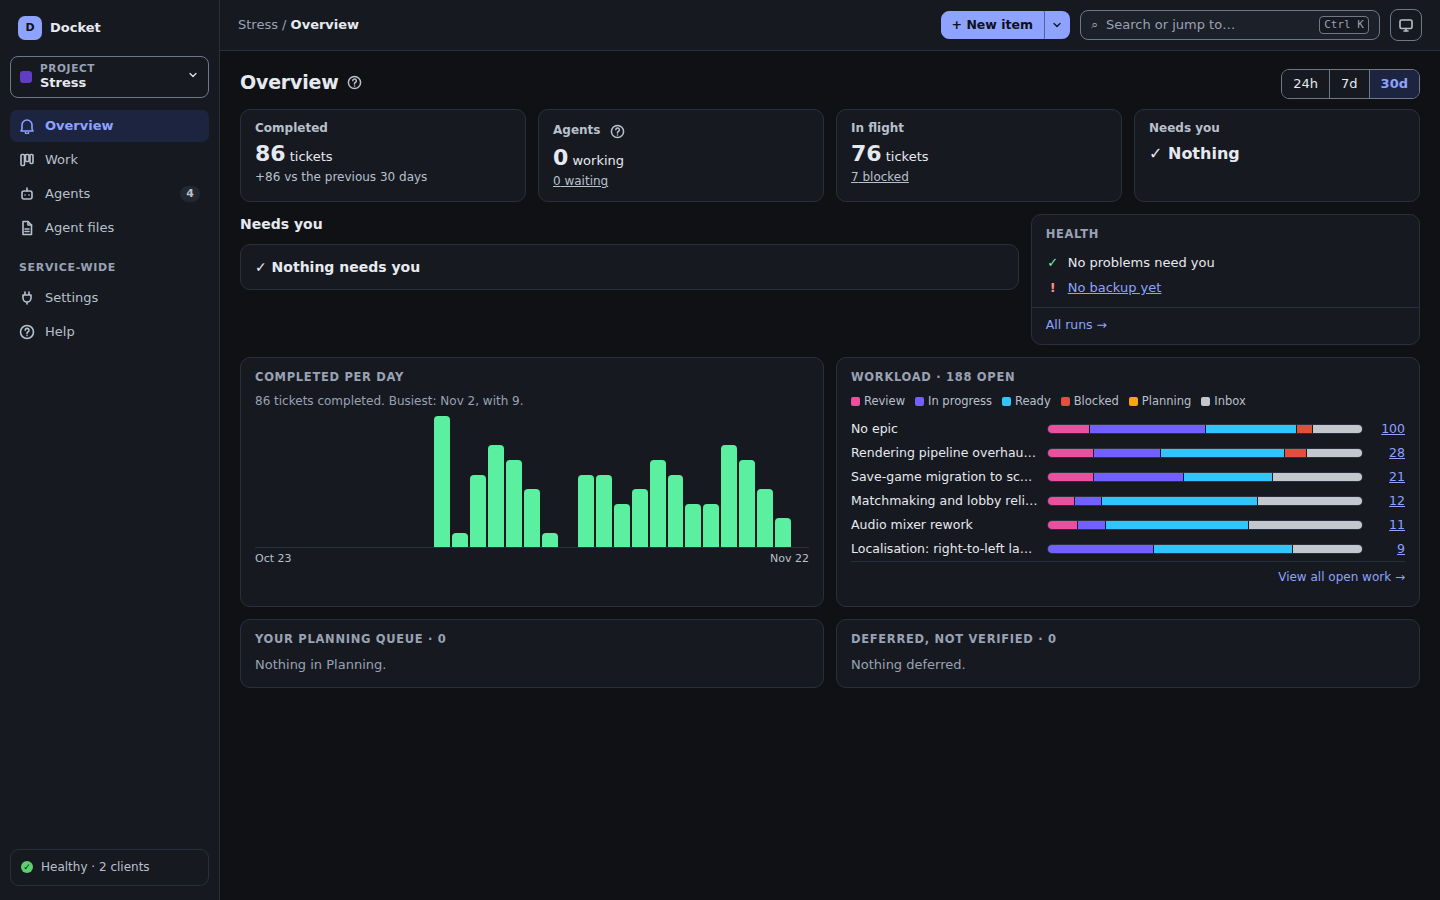 D Docket
PROJECT
Stress
Overview
Work
Agents 4
Agent files
SERVICE-WIDE
Settings
Help
✓ Healthy · 2 clients
Stress / Overview
+ New item
Search or jump to…
Ctrl K
Overview ?
24h 7d 30d
Completed
86 tickets
+86 vs the previous 30 days
Agents ?
0 working
0 waiting
In flight
76 tickets
7 blocked
Needs you
✓ Nothing
Needs you
✓ Nothing needs you
HEALTH
✓ No problems need you
! No backup yet
All runs →
COMPLETED PER DAY
86 tickets completed. Busiest: Nov 2, with 9.
Oct 23 Nov 22
WORKLOAD · 188 OPEN
Review In progress Ready Blocked Planning Inbox
No epic 100
Rendering pipeline overhau… 28
Save-game migration to sc… 21
Matchmaking and lobby reli… 12
Audio mixer rework 11
Localisation: right-to-left la… 9
View all open work →
YOUR PLANNING QUEUE · 0
Nothing in Planning.
DEFERRED, NOT VERIFIED · 0
Nothing deferred.